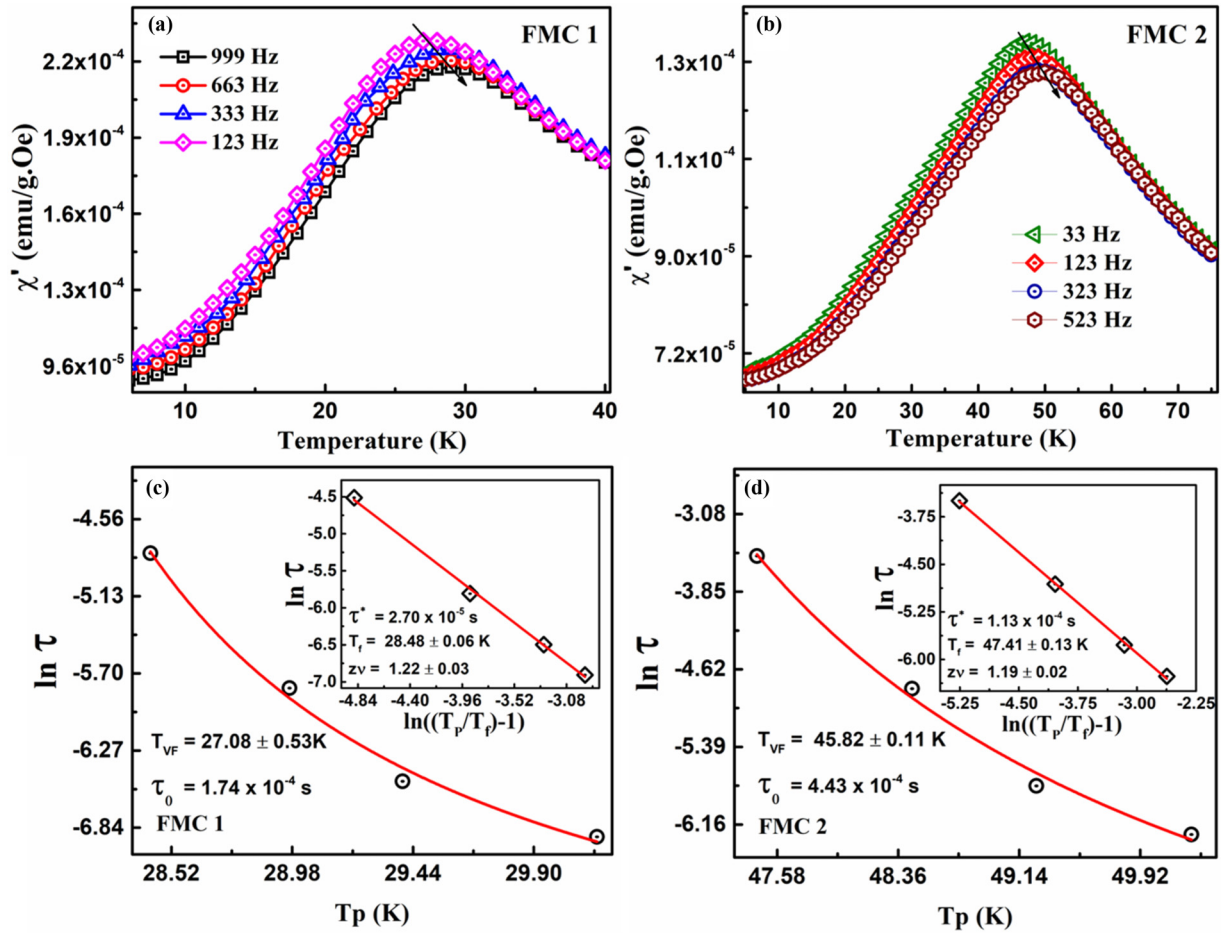 (a)
FMC 1
999 Hz
663 Hz
333 Hz
123 Hz
2.2x10⁻⁴
1.9x10⁻⁴
1.6x10⁻⁴
1.3x10⁻⁴
9.6x10⁻⁵
χ' (emu/g.Oe)
10
20
30
40
Temperature (K)
(b)
FMC 2
33 Hz
123 Hz
323 Hz
523 Hz
1.3x10⁻⁴
1.1x10⁻⁴
9.0x10⁻⁵
7.2x10⁻⁵
χ' (emu/g.Oe)
10
20
30
40
50
60
70
Temperature (K)
(c)
-4.56
-5.13
-5.70
-6.27
-6.84
ln τ
-4.5
-5.0
-5.8
-6.5
-7.0
ln τ
τ* = 2.70 x 10⁻⁵ s
T_f = 28.48 ± 0.06 K
zν = 1.22 ± 0.03
-4.84
-4.40
-3.96
-3.52
-3.08
ln((T_P/T_f)-1)
T_VF = 27.08 ± 0.53K
τ₀ = 1.74 x 10⁻⁴ s
FMC 1
28.52
28.98
29.44
29.90
Tp (K)
(d)
-3.08
-3.85
-4.62
-5.39
-6.16
ln τ
-3.75
-4.50
-5.25
-6.00
ln τ
τ* = 1.13 x 10⁻⁴ s
T_f = 47.41 ± 0.13 K
zν = 1.19 ± 0.02
-5.25
-4.50
-3.75
-3.00
-2.25
ln((T_P/T_f)-1)
T_VF = 45.82 ± 0.11 K
τ₀ = 4.43 x 10⁻⁴ s
FMC 2
47.58
48.36
49.14
49.92
Tp (K)